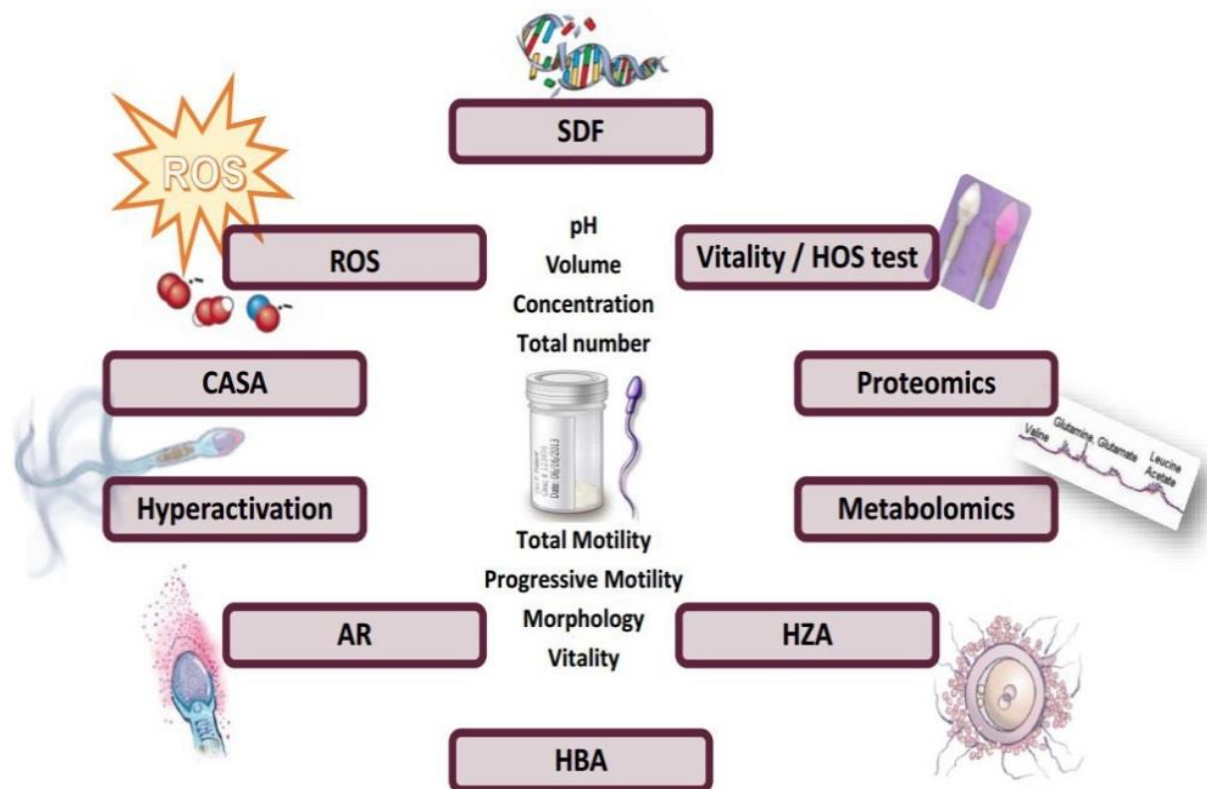 SDF
ROS
ROS
pH
Volume
Concentration
Total number
Vitality / HOS test
CASA
Proteomics
Valine
Glutamine, Glutamate
Leucine
Acetate
Hyperactivation
Metabolomics
Total Motility
Progressive Motility
Morphology
Vitality
AR
HZA
HBA